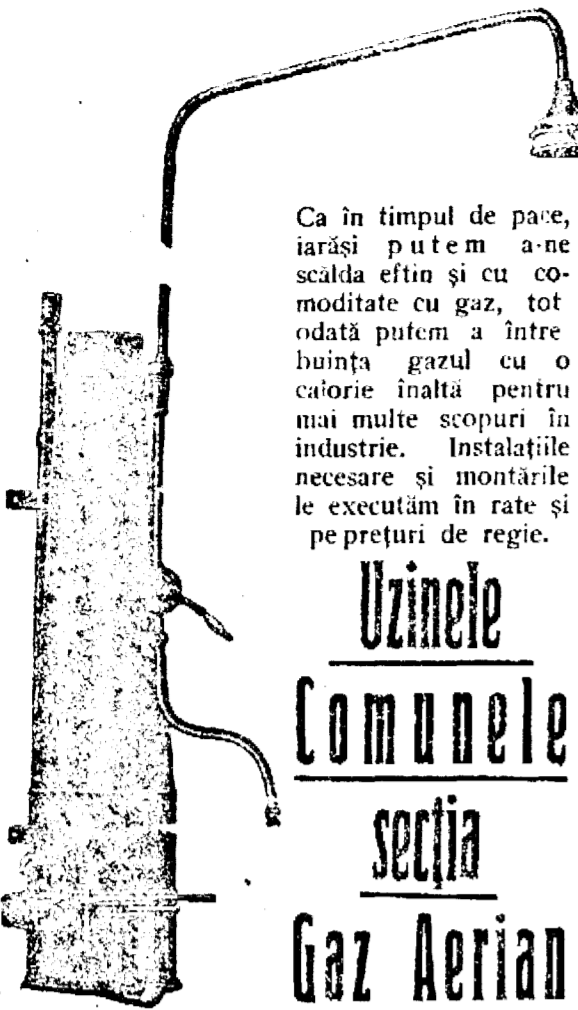 Ca în timpul de pace,
iarăși putem a-ne
scălda eftin și cu co-
moditate cu gaz, tot
odată putem a între
buința gazul cu o
calorie înaltă pentru
mai multe scopuri în
industrie. Instalațiile
necesare și montările
le executăm în rate și
pe prețuri de regie.
Uzinele
Comunele
secția
Gaz Aerian